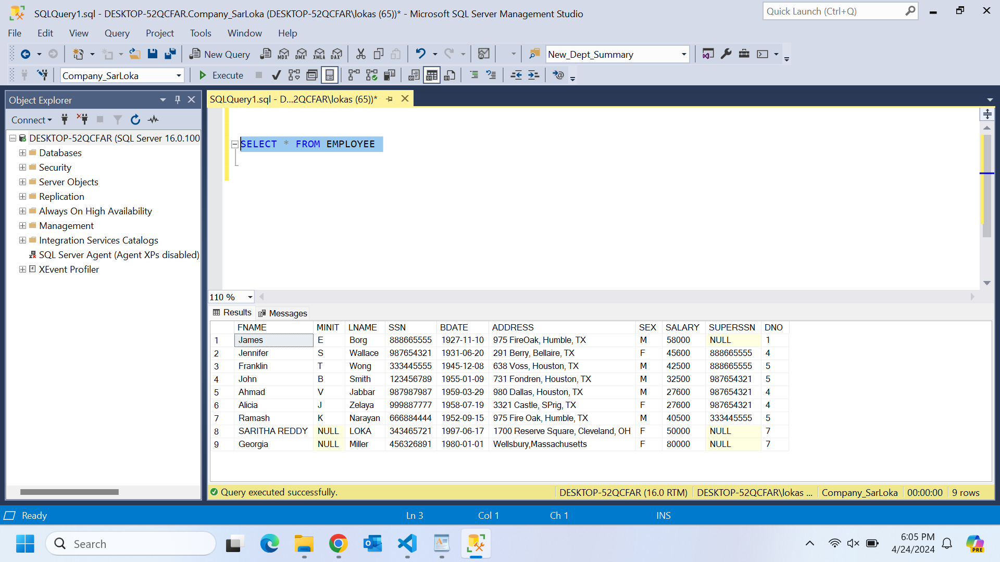 SQLQuery1.sql - DESKTOP-52QCFAR.Company_SarLoka (DESKTOP-52QCFAR\lokas (65))* - Microsoft SQL Server Management Studio
Quick Launch (Ctrl+Q)
File Edit View Query Project Tools Window Help
New Query MDX DMX XMLA DAX New_Dept_Summary
Company_SarLoka Execute
Object Explorer
SQLQuery1.sql - D...2QCFAR\lokas (65))*
Connect
DESKTOP-52QCFAR (SQL Server 16.0.100
Databases
Security
Server Objects
Replication
Always On High Availability
Management
Integration Services Catalogs
SQL Server Agent (Agent XPs disabled)
XEvent Profiler
SELECT * FROM EMPLOYEE
110 %
Results Messages
FNAME MINIT LNAME SSN BDATE ADDRESS SEX SALARY SUPERSSN DNO
1 James E Borg 888665555 1927-11-10 975 FireOak, Humble, TX M 58000 NULL 1
2 Jennifer S Wallace 987654321 1931-06-20 291 Berry, Bellaire, TX F 45600 888665555 4
3 Franklin T Wong 333445555 1945-12-08 638 Voss, Houston, TX M 42500 888665555 5
4 John B Smith 123456789 1955-01-09 731 Fondren, Houston, TX M 32500 987654321 5
5 Ahmad V Jabbar 987987987 1959-03-29 980 Dallas, Houston, TX M 27600 987654321 4
6 Alicia J Zelaya 999887777 1958-07-19 3321 Castle, SPrig, TX F 27600 987654321 4
7 Ramash K Narayan 666884444 1952-09-15 975 Fire Oak, Humble, TX M 40500 333445555 5
8 SARITHA REDDY NULL LOKA 343465721 1997-06-17 1700 Reserve Square, Cleveland, OH F 50000 NULL 7
9 Georgia NULL Miller 456326891 1980-01-01 Wellsbury,Massachusetts F 80000 NULL 7
Query executed successfully. DESKTOP-52QCFAR (16.0 RTM) DESKTOP-52QCFAR\lokas ... Company_SarLoka 00:00:00 9 rows
Ready Ln 3 Col 1 Ch 1 INS
Search
6:05 PM
4/24/2024
PRE